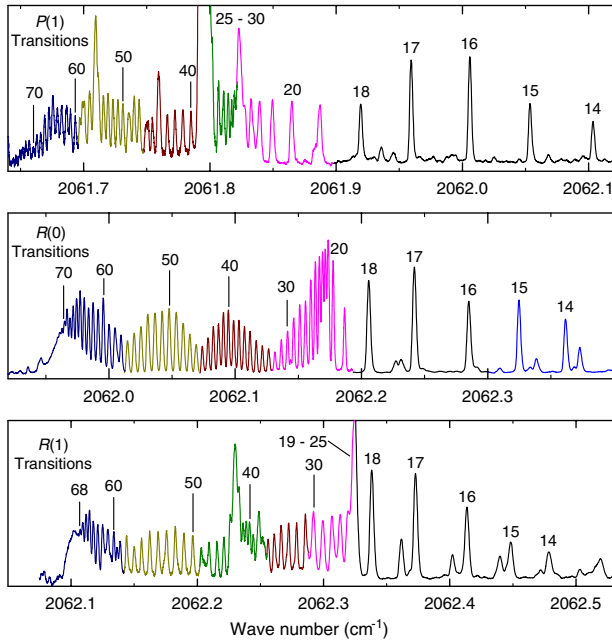 P(1)
Transitions
25 - 30
70 60 50 40 20 18 17 16 15 14
2061.7 2061.8 2061.9 2062.0 2062.1
R(0)
Transitions
70 60 50 40 30 20 18 17 16 15 14
2062.0 2062.1 2062.2 2062.3
R(1)
Transitions
19 - 25
68 60 50 40 30 18 17 16 15 14
2062.1 2062.2 2062.3 2062.4 2062.5
Wave number (cm⁻¹)